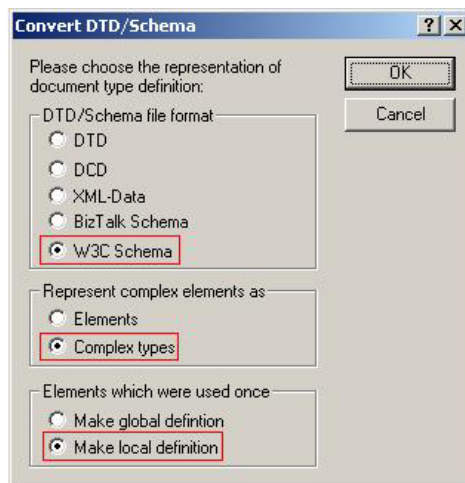 Convert DTD/Schema
Please choose the representation of
document type definition:
OK
Cancel
DTD/Schema file format
DTD
DCD
XML-Data
BizTalk Schema
W3C Schema
Represent complex elements as
Elements
Complex types
Elements which were used once
Make global defintion
Make local definition